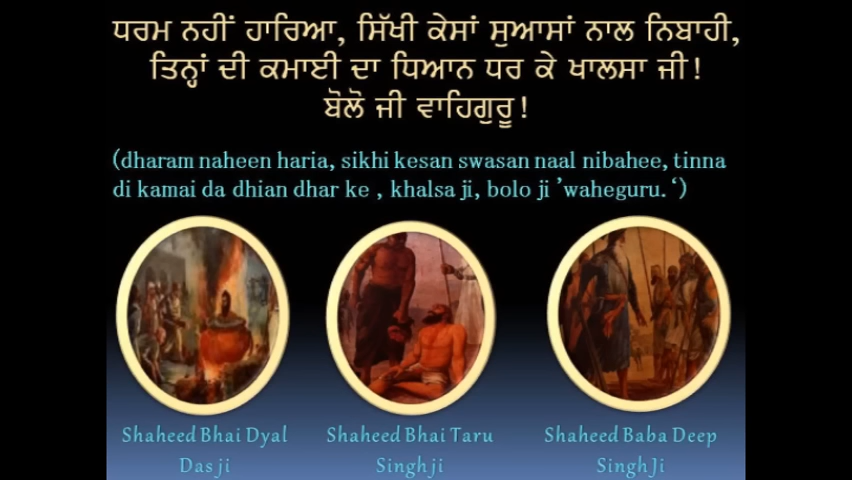 ਧਰਮ ਨਹੀਂ ਹਾਰਿਆ, ਸਿੱਖੀ ਕੇਸਾਂ ਸੁਆਸਾਂ ਨਾਲ ਨਿਬਾਹੀ,
ਤਿਨ੍ਹਾਂ ਦੀ ਕਮਾਈ ਦਾ ਧਿਆਨ ਧਰ ਕੇ ਖਾਲਸਾ ਜੀ!
ਬੋਲੋ ਜੀ ਵਾਹਿਗੁਰੂ!
(dharam naheen haria, sikhi kesan swasan naal nibahee, tinna
di kamai da dhian dhar ke , khalsa ji, bolo ji ’waheguru.‘)
Shaheed Bhai Dyal
Das ji
Shaheed Bhai Taru
Singh ji
Shaheed Baba Deep
Singh Ji